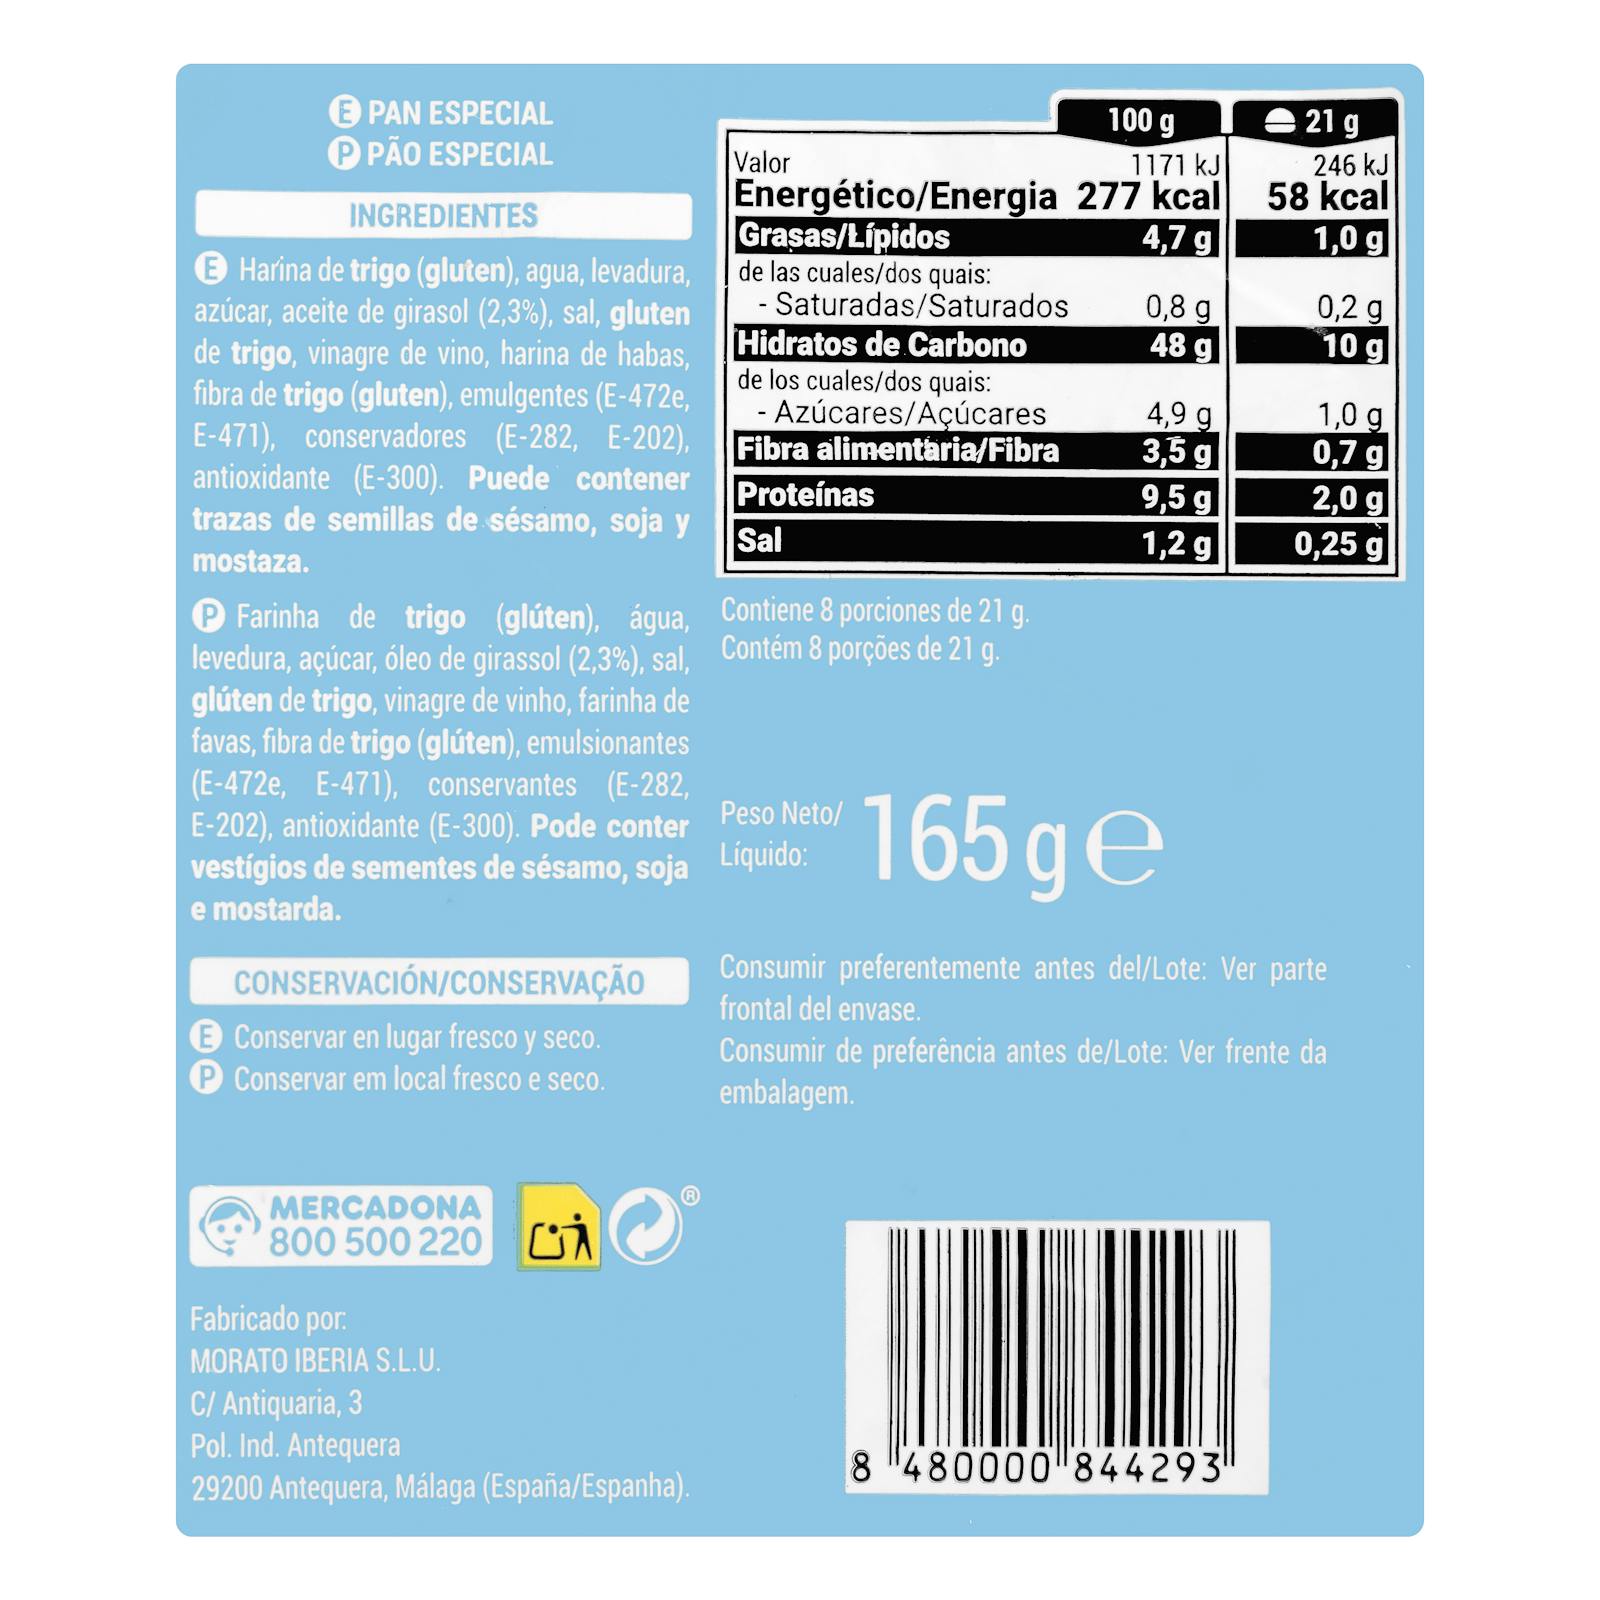 E PAN ESPECIAL
P PÃO ESPECIAL
INGREDIENTES
E Harina de trigo (gluten), agua, levadura,
azúcar, aceite de girasol (2,3%), sal, gluten
de trigo, vinagre de vino, harina de habas,
fibra de trigo (gluten), emulgentes (E-472e,
E-471), conservadores (E-282, E-202),
antioxidante (E-300). Puede contener
trazas de semillas de sésamo, soja y
mostaza.
P Farinha de trigo (glúten), água,
levedura, açúcar, óleo de girassol (2,3%), sal,
glúten de trigo, vinagre de vinho, farinha de
favas, fibra de trigo (glúten), emulsionantes
(E-472e, E-471), conservantes (E-282,
E-202), antioxidante (E-300). Pode conter
vestígios de sementes de sésamo, soja
e mostarda.
CONSERVACIÓN/CONSERVAÇÃO
E Conservar en lugar fresco y seco.
P Conservar em local fresco e seco.
MERCADONA
800 500 220
®
Fabricado por:
MORATO IBERIA S.L.U.
C/ Antiquaria, 3
Pol. Ind. Antequera
29200 Antequera, Málaga (España/Espanha).
100 g 21 g
Valor 1171 kJ 246 kJ
Energético/Energia 277 kcal 58 kcal
Grasas/Lípidos 4,7 g 1,0 g
de las cuales/dos quais:
- Saturadas/Saturados 0,8 g 0,2 g
Hidratos de Carbono 48 g 10 g
de los cuales/dos quais:
- Azúcares/Açúcares 4,9 g 1,0 g
Fibra alimentaria/Fibra 3,5 g 0,7 g
Proteínas 9,5 g 2,0 g
Sal 1,2 g 0,25 g
Contiene 8 porciones de 21 g.
Contém 8 porções de 21 g.
Peso Neto/
Líquido: 165 g e
Consumir preferentemente antes del/Lote: Ver parte
frontal del envase.
Consumir de preferência antes de/Lote: Ver frente da
embalagem.
8 480000 844293